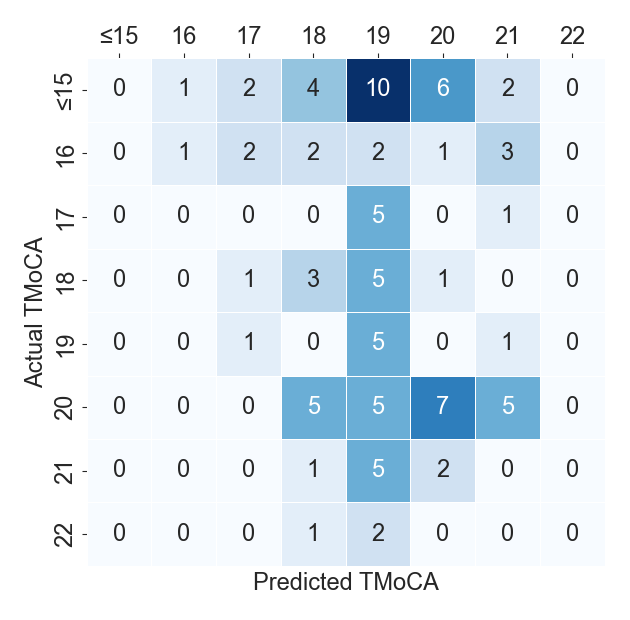 ≤15 16 17 18 19 20 21 22
≤15 0 1 2 4 10 6 2 0
16 0 1 2 2 2 1 3 0
17 0 0 0 0 5 0 1 0
18 0 0 1 3 5 1 0 0
19 0 0 1 0 5 0 1 0
20 0 0 0 5 5 7 5 0
21 0 0 0 1 5 2 0 0
22 0 0 0 1 2 0 0 0
Actual TMoCA
Predicted TMoCA